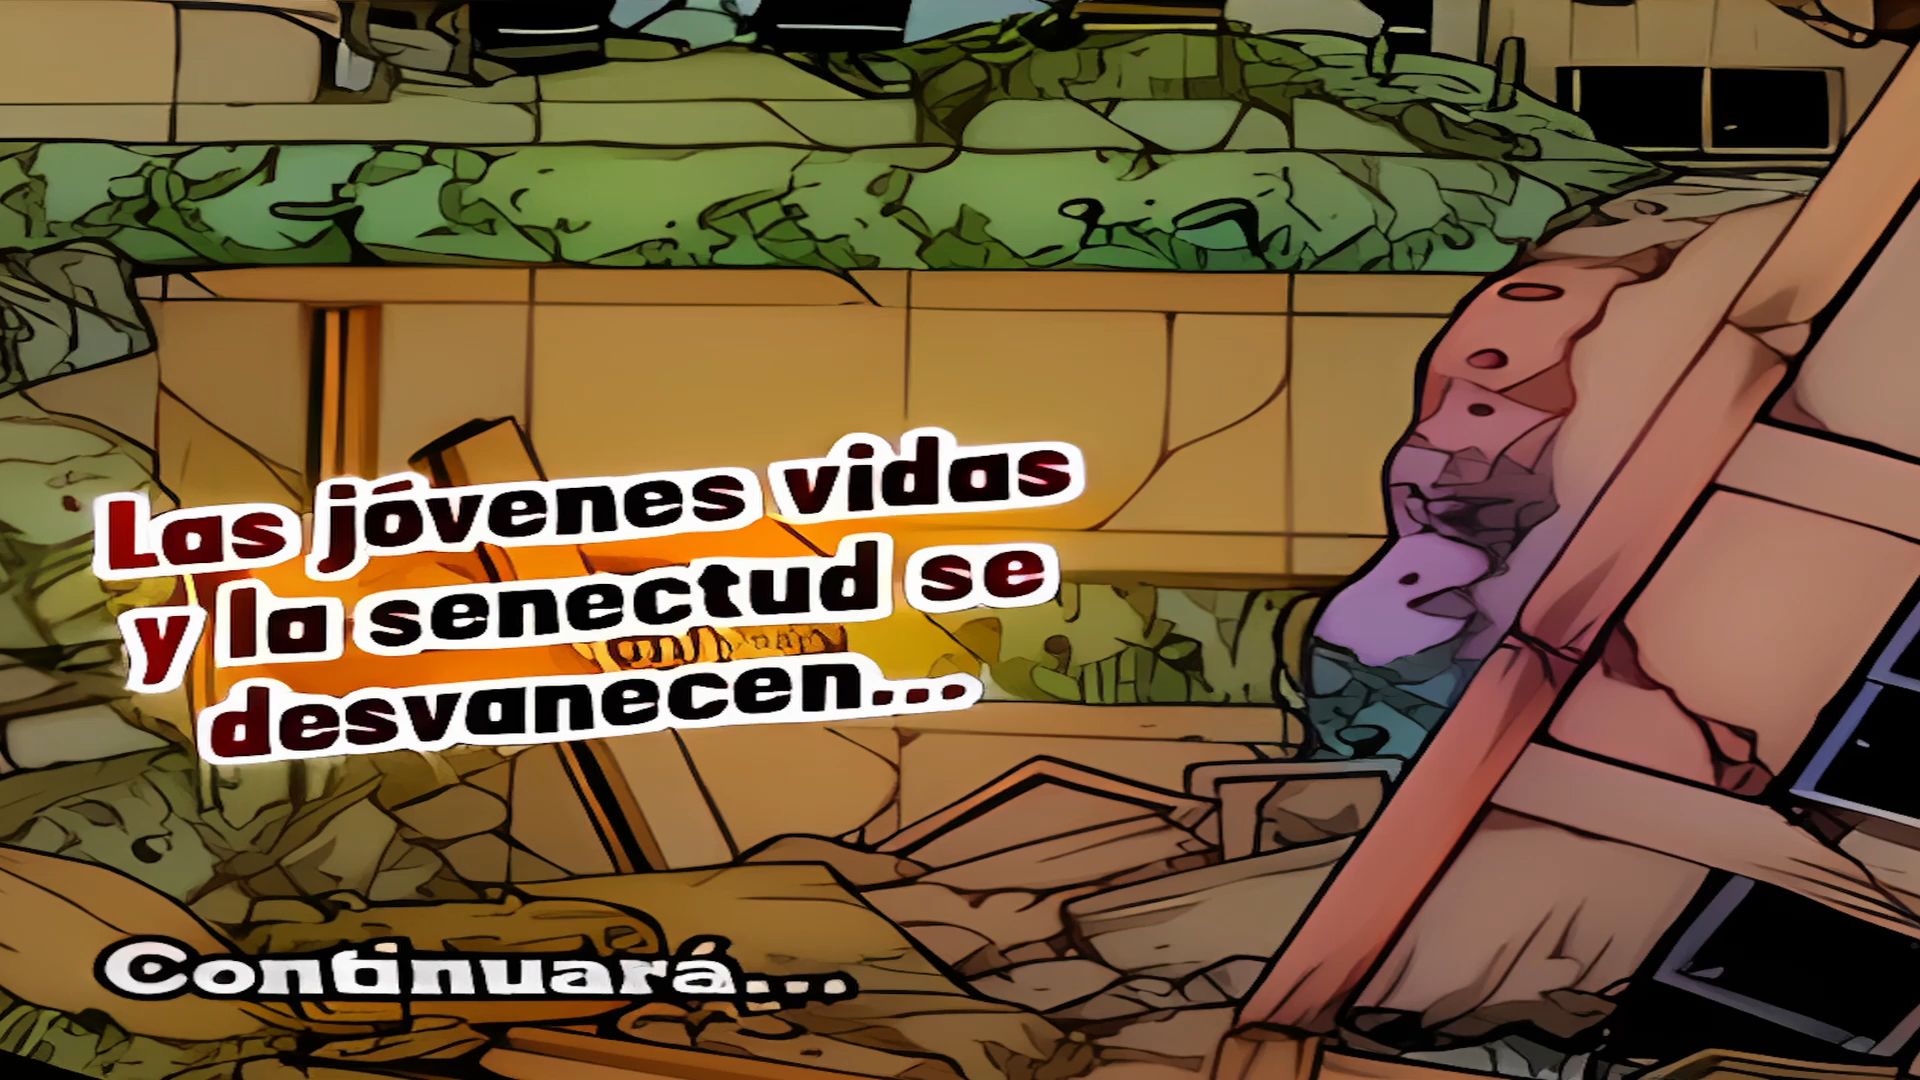 Las jóvenes vidas
y la senectud se
desvanecen...
Continuará...